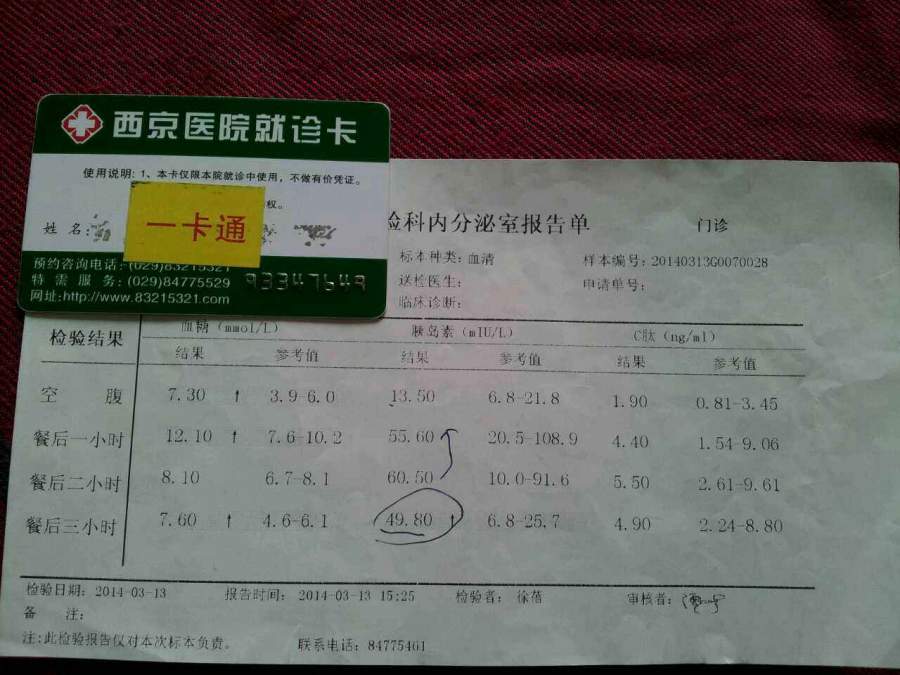 西京医院就诊卡
使用说明: 1、本卡仅限本院就诊中使用，不做有价凭证。
权。
姓 名:
一卡通
预约咨询电话:(029)83215321
特 需 服 务:(029)84775529
网址:http://www.83215321.com
93347649
验科内分泌室报告单 门诊
标本种类: 血清 样本编号: 20140313G0070028
送检医生: 申请单号:
临床诊断:
检验结果 血糖 (mmol/L) 胰岛素 (mIU/L) C肽 (ng/ml)
结果 参考值 结果 参考值 结果 参考值
空 腹 7.30 ↑ 3.9-6.0 13.50 6.8-21.8 1.90 0.81-3.45
餐后一小时 12.10 ↑ 7.6-10.2 55.60 20.5-108.9 4.40 1.54-9.06
餐后二小时 8.10 6.7-8.1 60.50 10.0-91.6 5.50 2.61-9.61
餐后三小时 7.60 ↑ 4.6-6.1 49.80 ↑ 6.8-25.7 4.90 2.24-8.80
检验日期: 2014-03-13 报告时间: 2014-03-13 15:25 检验者: 徐蓓 审核者:
备 注:
注:此检验报告仅对本次标本负责。 联系电话: 84775461